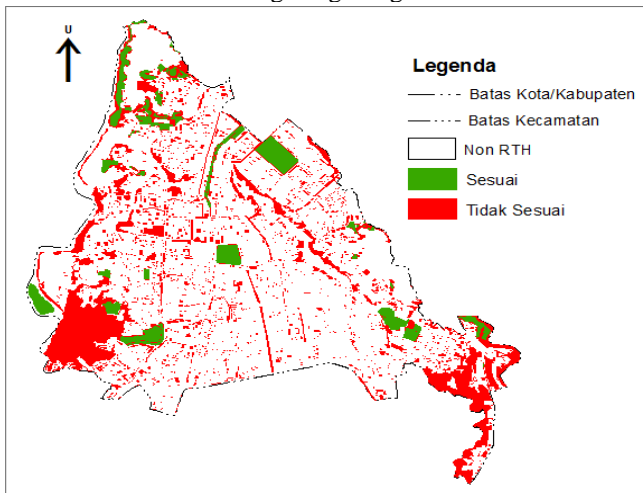 U
Legenda
Batas Kota/Kabupaten
Batas Kecamatan
Non RTH
Sesuai
Tidak Sesuai